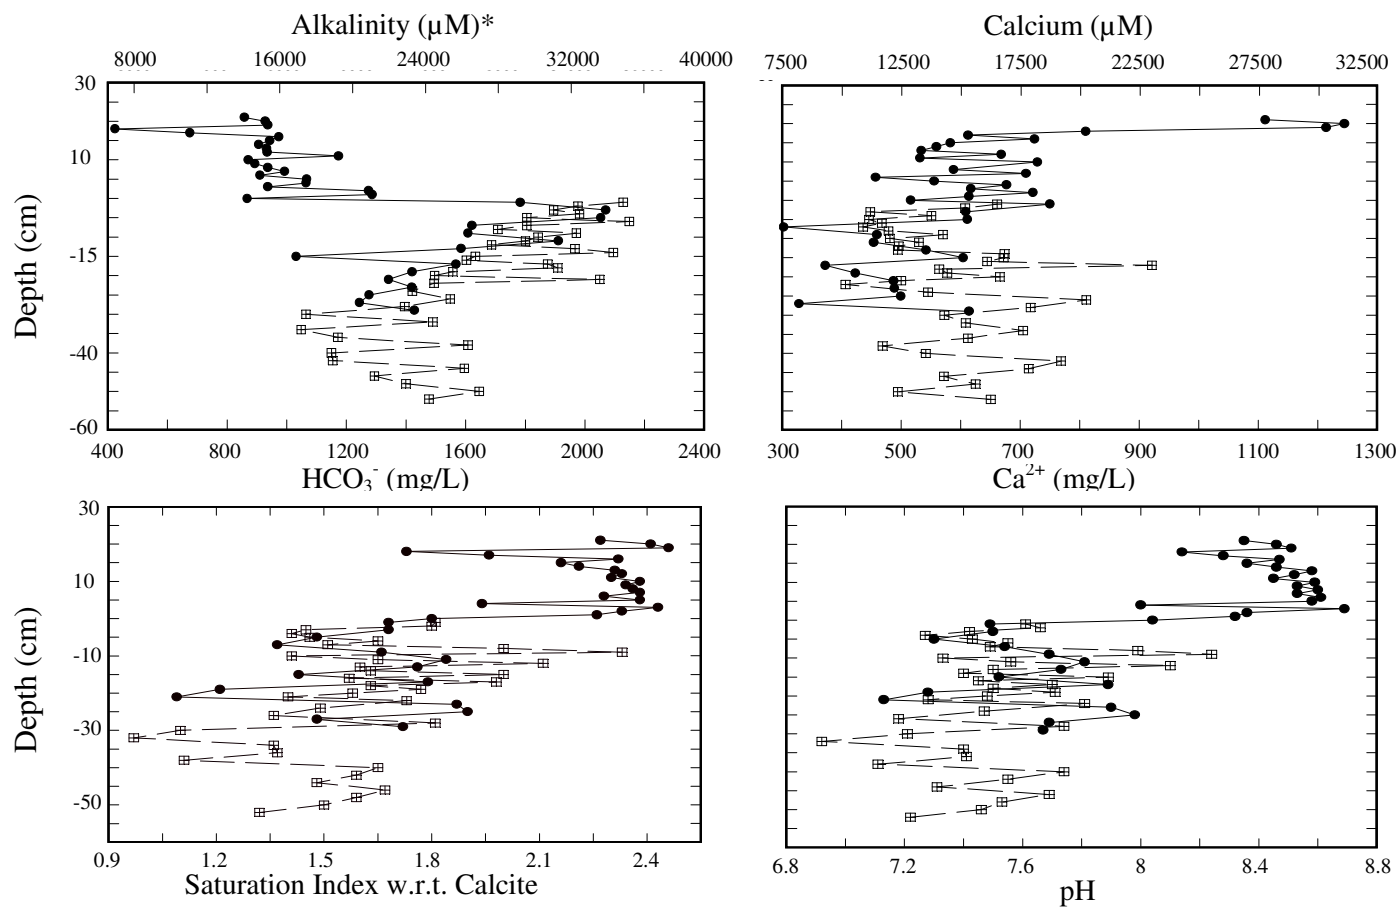 Alkalinity (µM)* Calcium (µM)
8000 16000 24000 32000 40000 7500 12500 17500 22500 27500 32500
30
10
-15
-40
-60
Depth (cm)
400 800 1200 1600 2000 2400 300 500 700 900 1100 1300
HCO₃⁻ (mg/L) Ca²⁺ (mg/L)
30
10
-10
-30
-50
Depth (cm)
0.9 1.2 1.5 1.8 2.1 2.4 6.8 7.2 7.6 8 8.4 8.8
Saturation Index w.r.t. Calcite pH